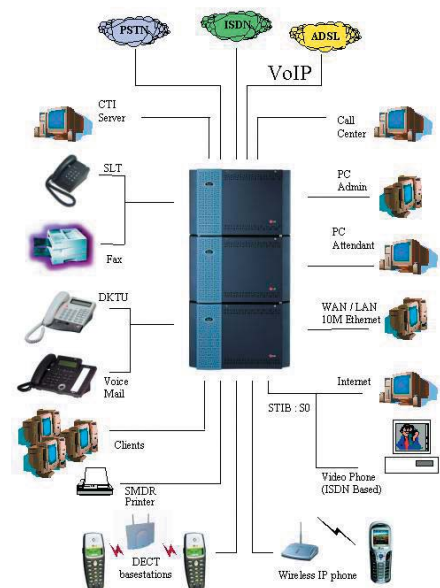 PSTN
ISDN
ADSL
VoIP
CTI
Server
Call
Center
SLT
PC
Admin
Fax
PC
Attendant
DKTU
WAN / LAN
10M Ethernet
Voice
Mail
Internet
STIB : S0
Clients
Video Phone
(ISDN Based)
SMDR
Printer
DECT
basestations
Wireless IP phone